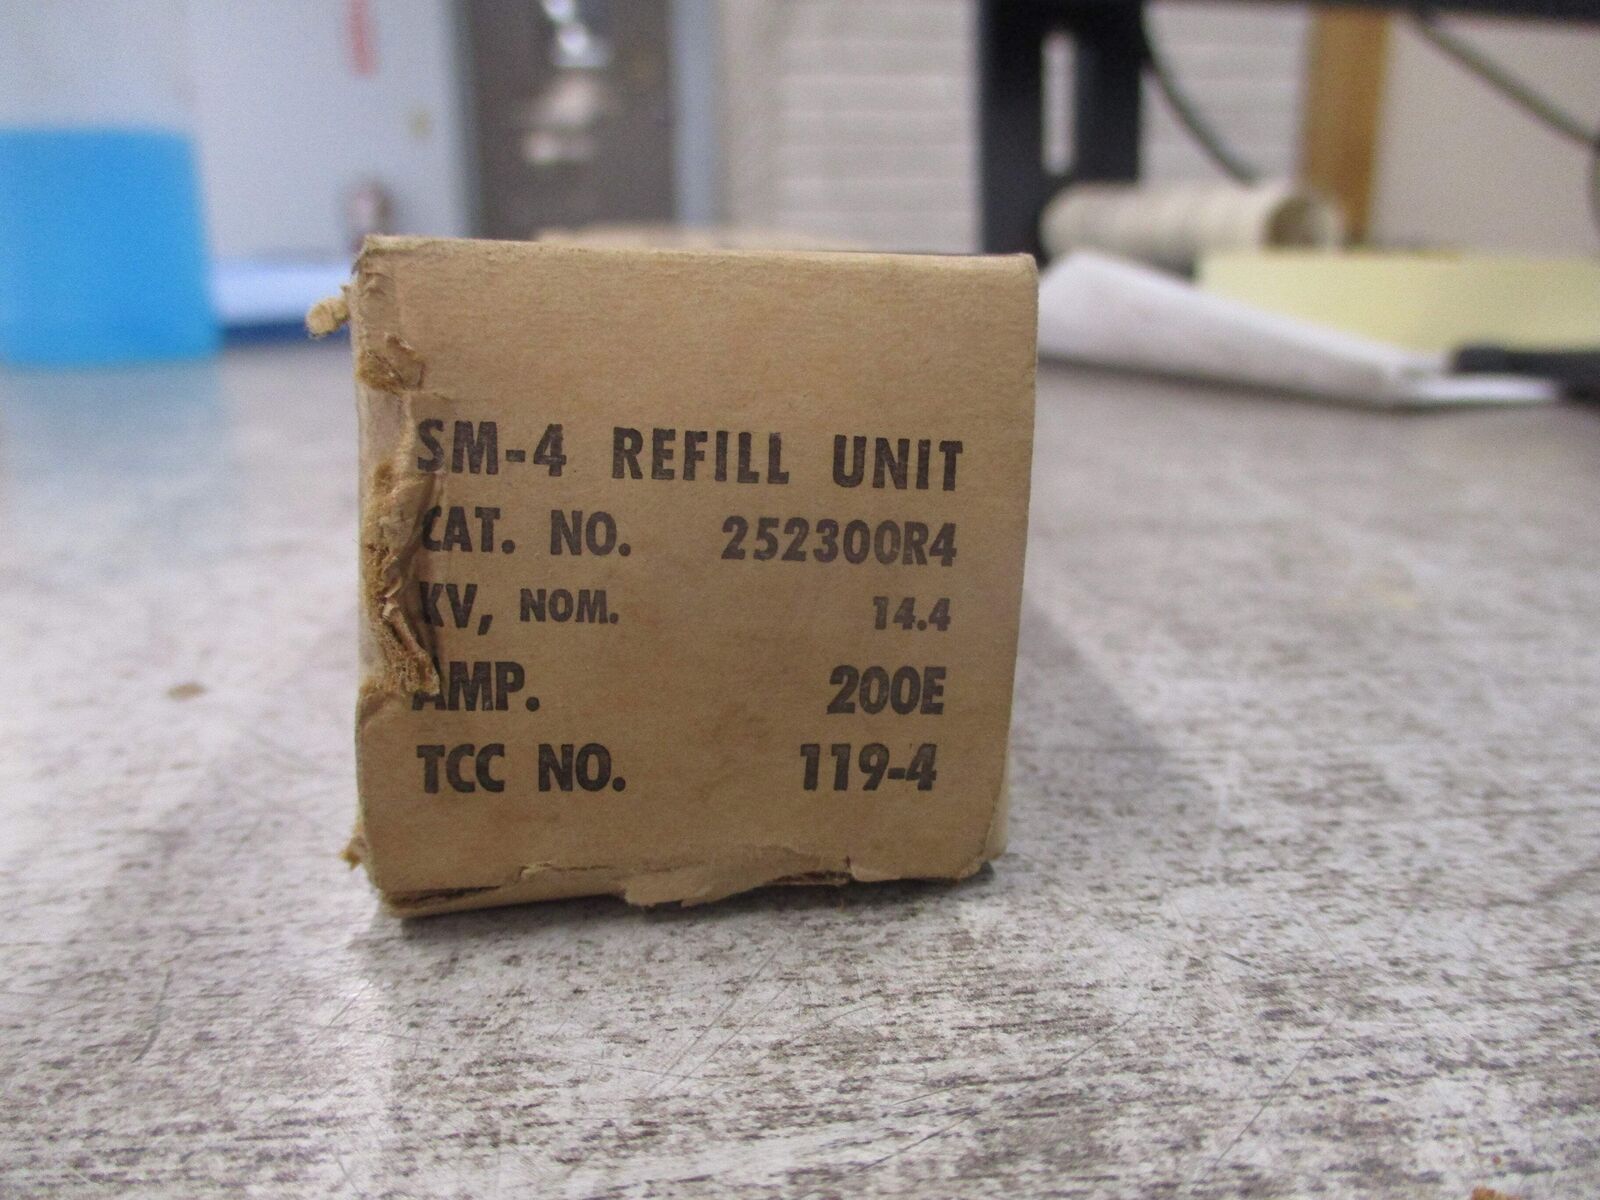 SM-4 REFILL UNIT
CAT. NO. 252300R4
KV, NOM. 14.4
AMP. 200E
TCC NO. 119-4